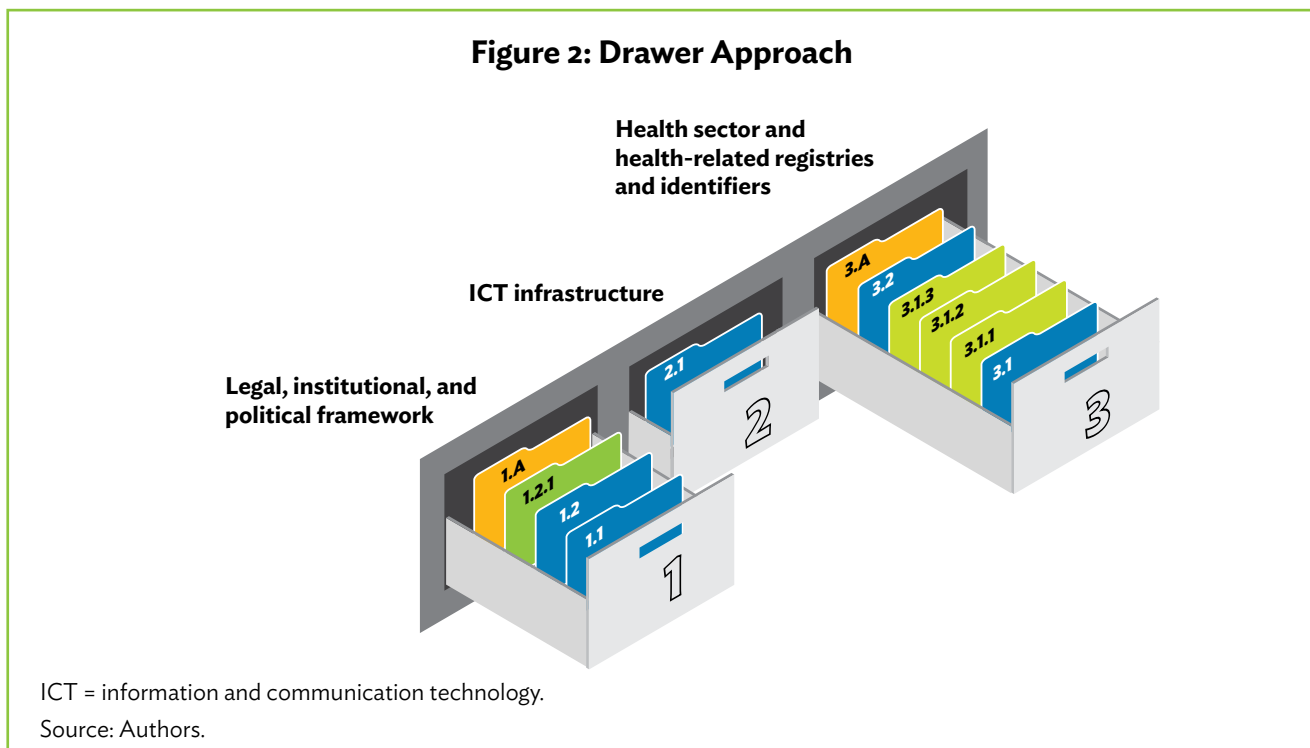 Figure 2: Drawer Approach
Health sector and
health-related registries
and identifiers
ICT infrastructure
Legal, institutional, and
political framework
3.A
3.2
3.1.3
3.1.2
3.1.1
3.1
3
2.1
2
1.A
1.2.1
1.2
1.1
1
ICT = information and communication technology.
Source: Authors.